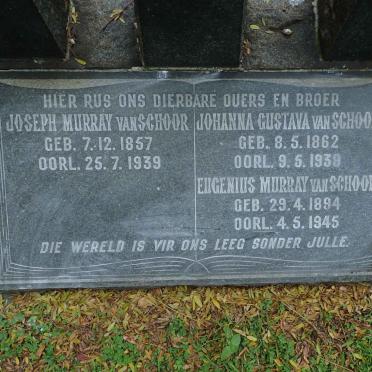 HIER RUS ONS DIERBARE OUERS EN BROER
JOSEPH MURRAY VAN SCHOOR
GEB. 7.12.1857
OORL. 25.7.1939
JOHANNA GUSTAVA VAN SCHOO
GEB. 8.5.1862
OORL. 9.5.1939
EUGENIUS MURRAY VAN SCHOOR
GEB. 29.4.1894
OORL. 4.5.1945
DIE WERELD IS VIR ONS LEEG SONDER JULLE.